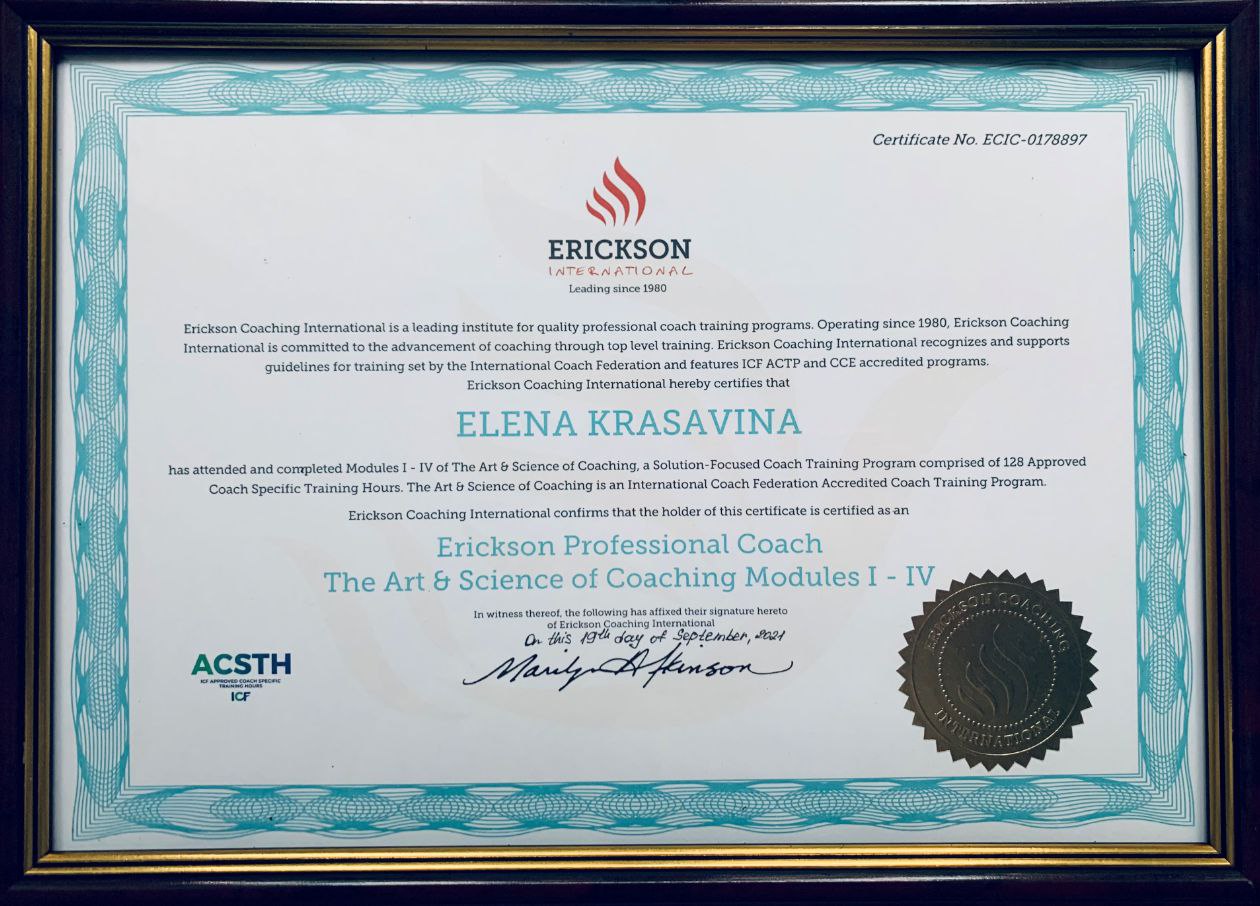 Certificate No. ECIC-0178897
ERICKSON
INTERNATIONAL
Leading since 1980
Erickson Coaching International is a leading institute for quality professional coach training programs. Operating since 1980, Erickson Coaching
International is committed to the advancement of coaching through top level training. Erickson Coaching International recognizes and supports
guidelines for training set by the International Coach Federation and features ICF ACTP and CCE accredited programs.
Erickson Coaching International hereby certifies that
ELENA KRASAVINA
has attended and completed Modules I - IV of The Art & Science of Coaching, a Solution-Focused Coach Training Program comprised of 128 Approved
Coach Specific Training Hours. The Art & Science of Coaching is an International Coach Federation Accredited Coach Training Program.
Erickson Coaching International confirms that the holder of this certificate is certified as an
Erickson Professional Coach
The Art & Science of Coaching Modules I - IV
In witness thereof, the following has affixed their signature hereto
of Erickson Coaching International
On this 19th day of September, 2021
Marilyn Atkinson
ACSTH
ICF APPROVED COACH SPECIFIC
TRAINING HOURS
ICF
ERICKSON COACHING
INTERNATIONAL